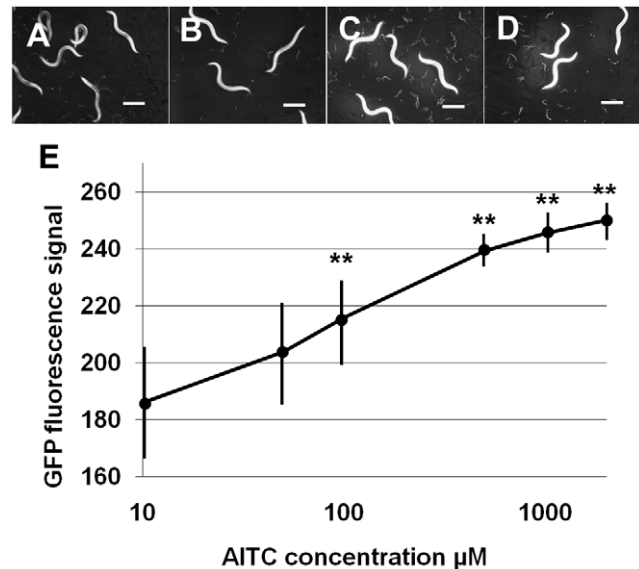 A B C D
E
GFP fluorescence signal
260
240
220
200
180
160
** ** ** **
10 100 1000
AITC concentration µM